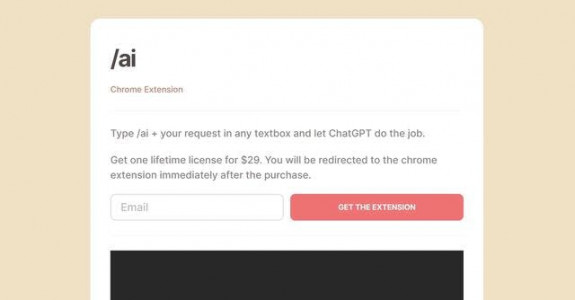 /ai
Chrome Extension
Type /ai + your request in any textbox and let ChatGPT do the job.
Get one lifetime license for $29. You will be redirected to the chrome
extension immediately after the purchase.
Email
GET THE EXTENSION